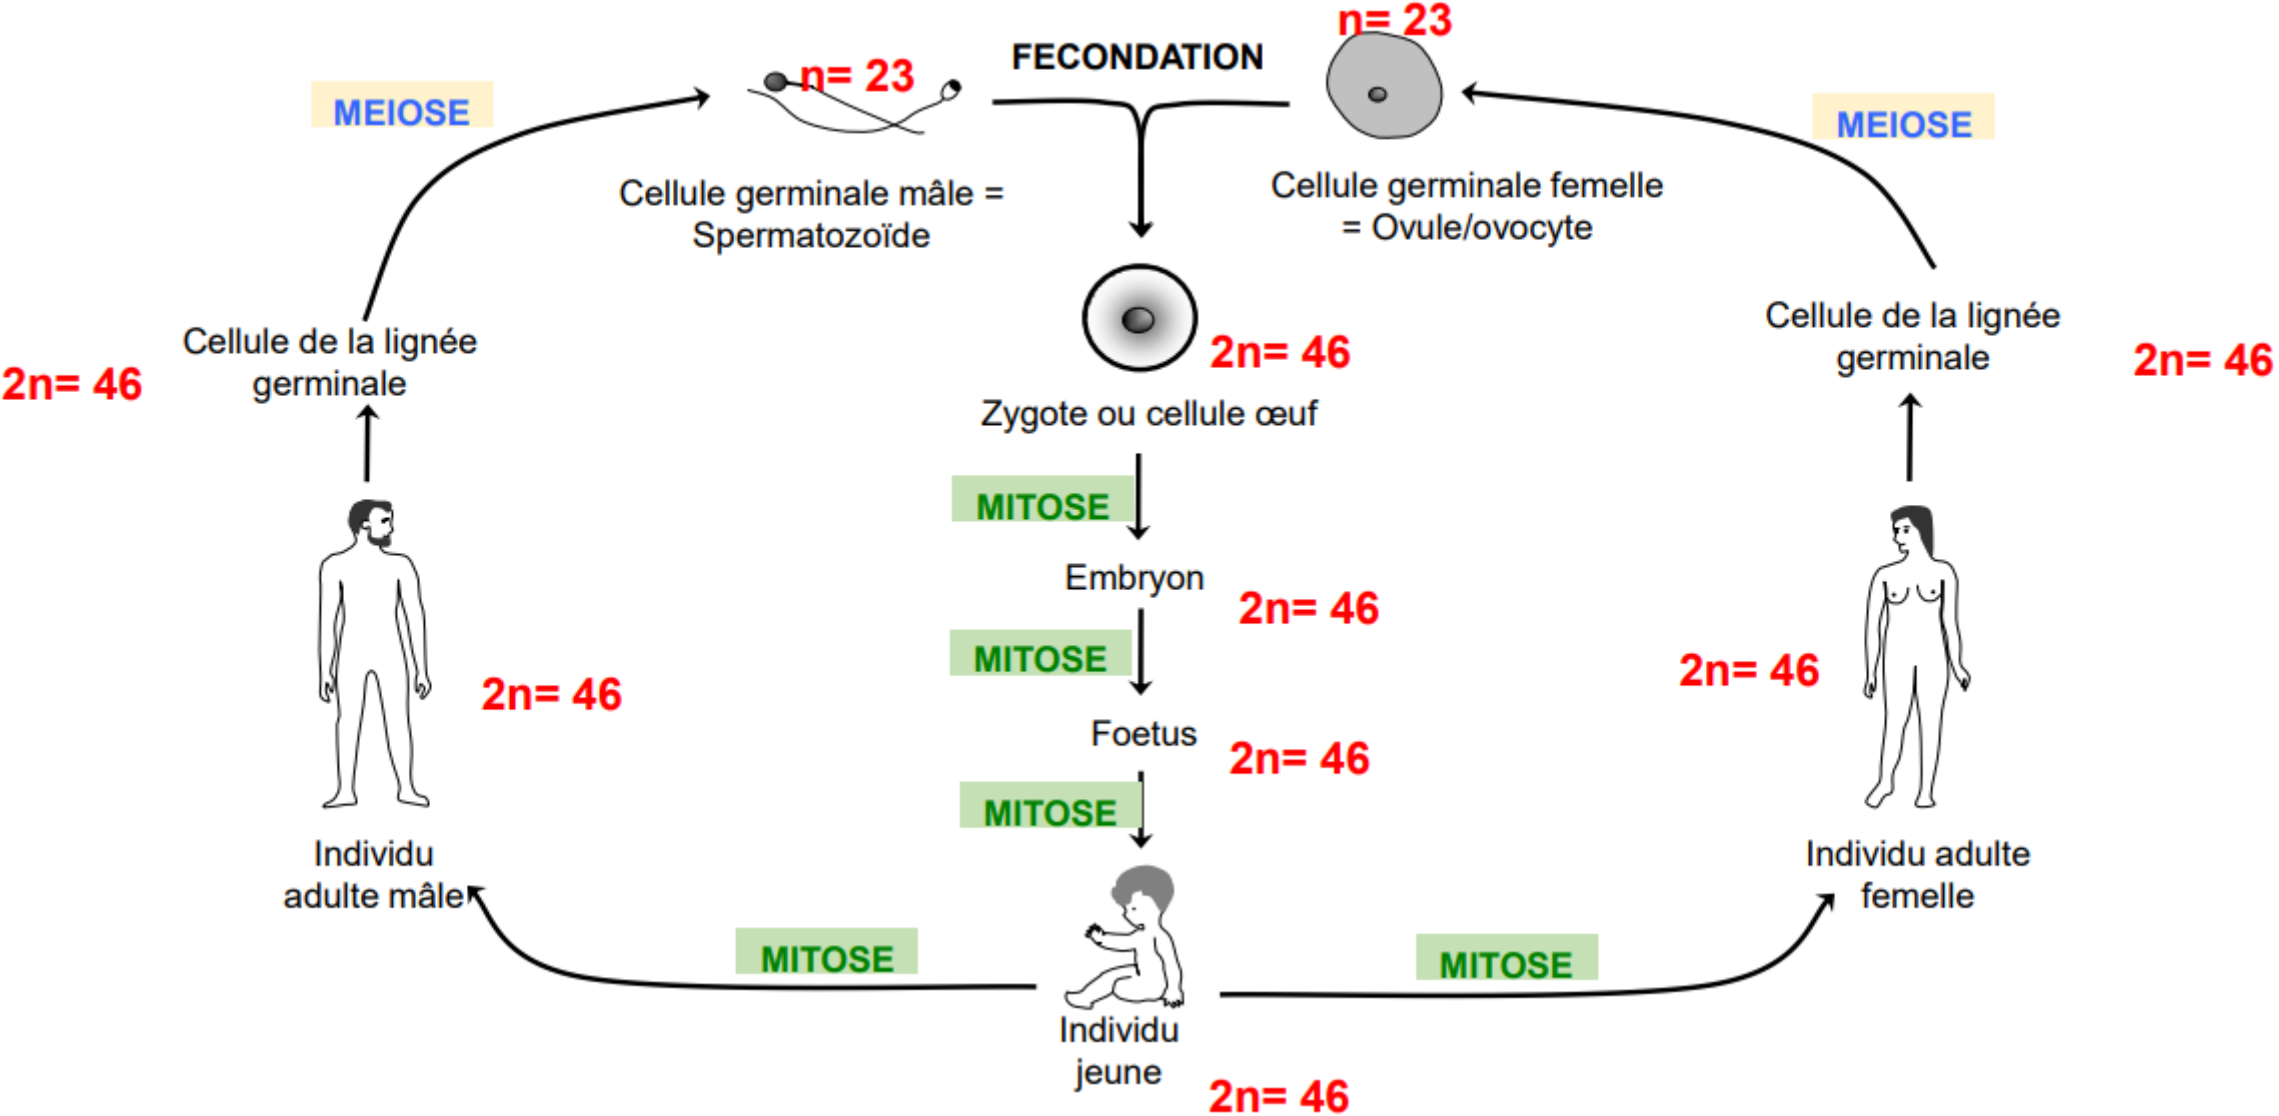 n= 23
FECONDATION
n= 23
MEIOSE
MEIOSE
Cellule germinale mâle =
Spermatozoïde
Cellule germinale femelle
= Ovule/ovocyte
Cellule de la lignée
germinale
2n= 46
2n= 46
Zygote ou cellule œuf
Cellule de la lignée
germinale
2n= 46
MITOSE
Embryon
2n= 46
MITOSE
Foetus
2n= 46
MITOSE
2n= 46
2n= 46
Individu
adulte mâle
Individu adulte
femelle
MITOSE
MITOSE
Individu
jeune
2n= 46